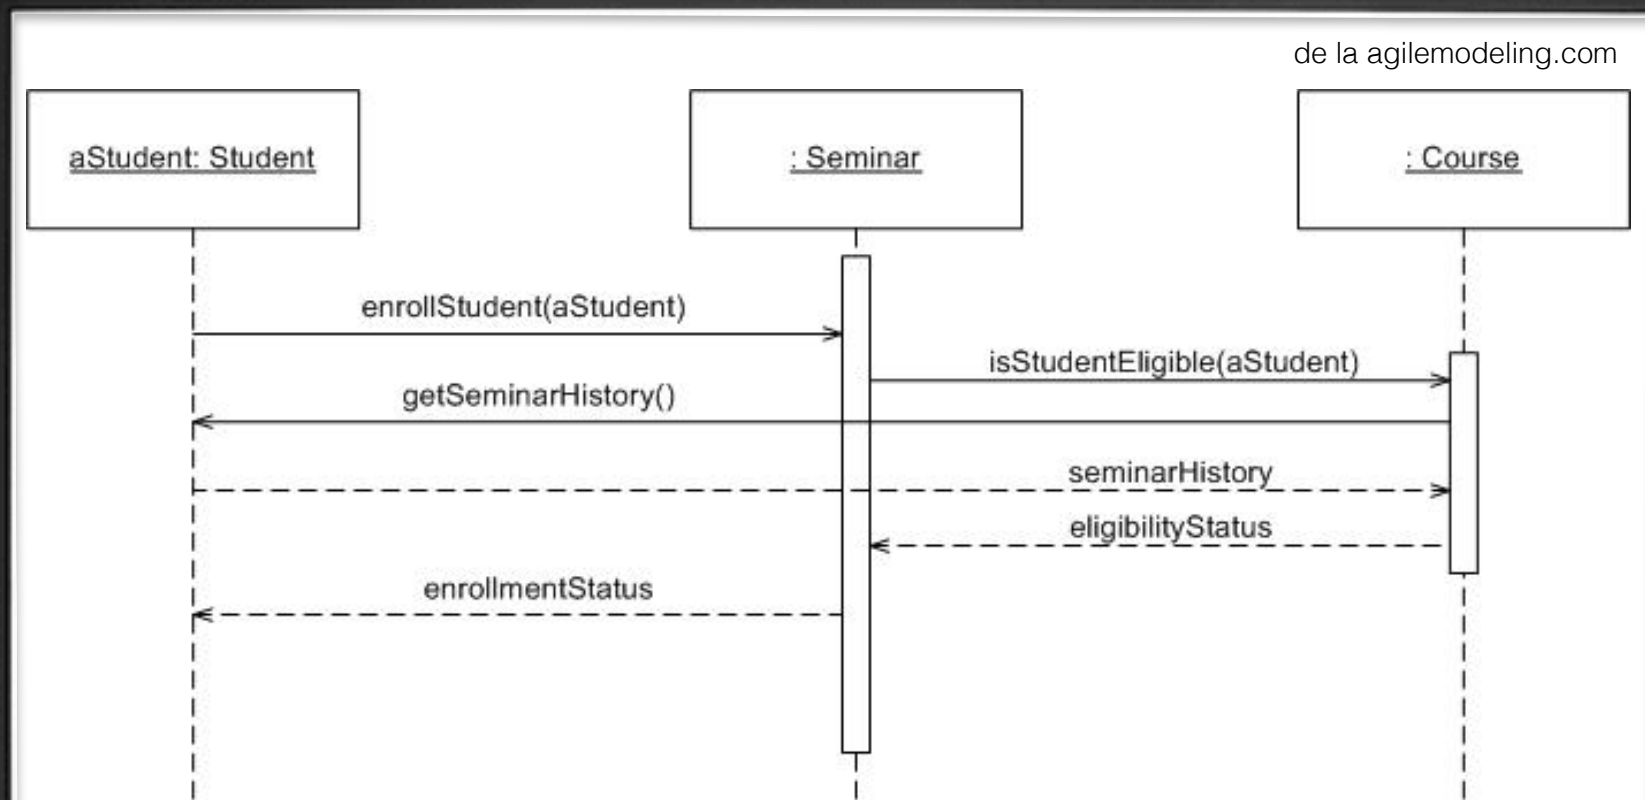 de la agilemodeling.com
aStudent: Student
: Seminar
: Course
enrollStudent(aStudent)
isStudentEligible(aStudent)
getSeminarHistory()
seminarHistory
eligibilityStatus
enrollmentStatus